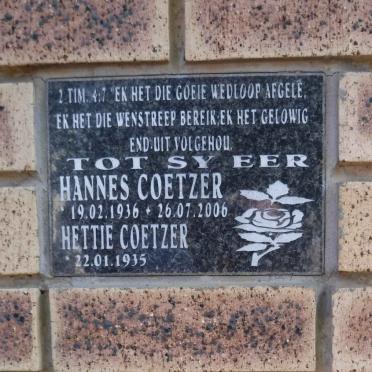 2 TIM. 4:7 "EK HET DIE GOEIE WEDLOOP AFGELE,
EK HET DIE WENSTREEP BEREIK,EK HET GELOWIG
END-UIT VOLGEHOU.
TOT SY EER
HANNES COETZER
* 19.02.1936 + 26.07.2006
HETTIE COETZER
* 22.01.1935